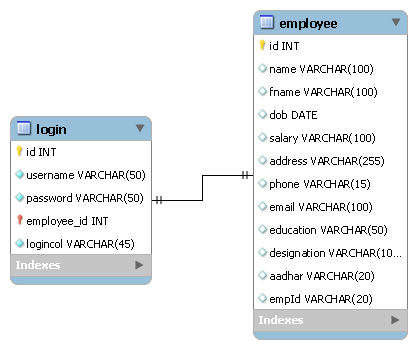 login
id INT
username VARCHAR(50)
password VARCHAR(50)
employee_id INT
logincol VARCHAR(45)
Indexes
employee
id INT
name VARCHAR(100)
fname VARCHAR(100)
dob DATE
salary VARCHAR(100)
address VARCHAR(255)
phone VARCHAR(15)
email VARCHAR(100)
education VARCHAR(50)
designation VARCHAR(10...
aadhar VARCHAR(20)
empId VARCHAR(20)
Indexes